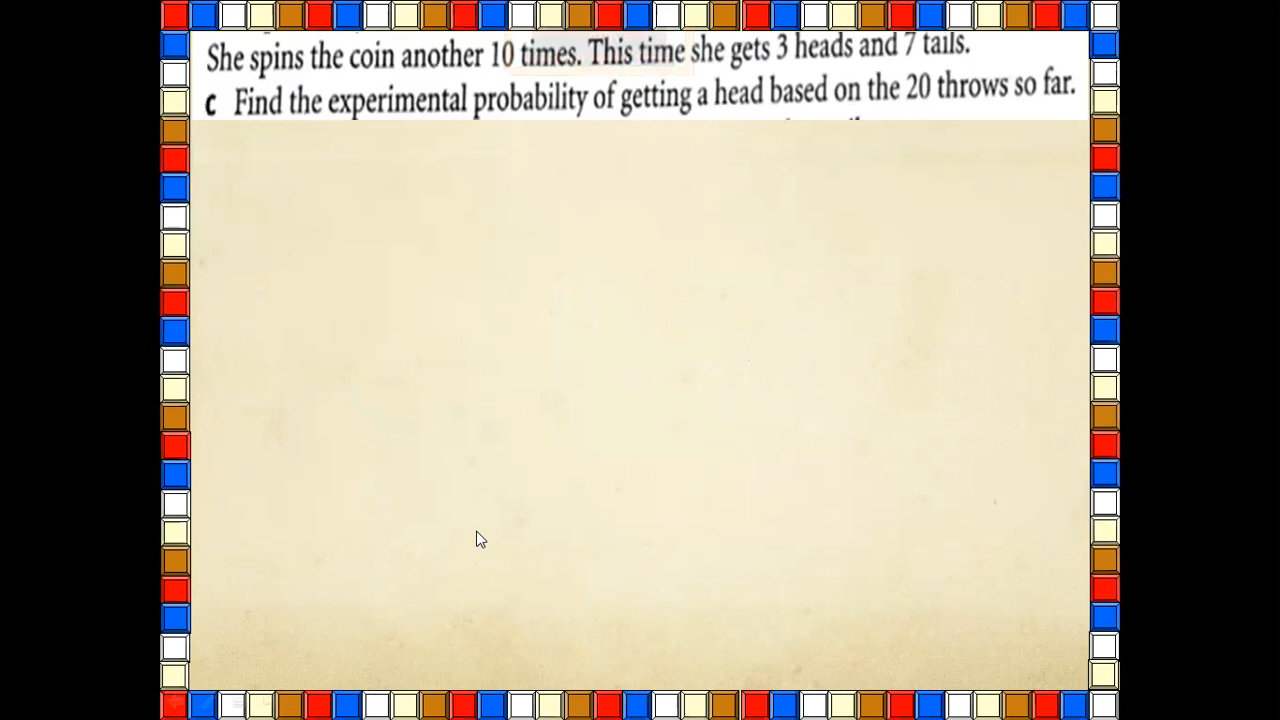 She spins the coin another 10 times. This time she gets 3 heads and 7 tails.
c Find the experimental probability of getting a head based on the 20 throws so far.